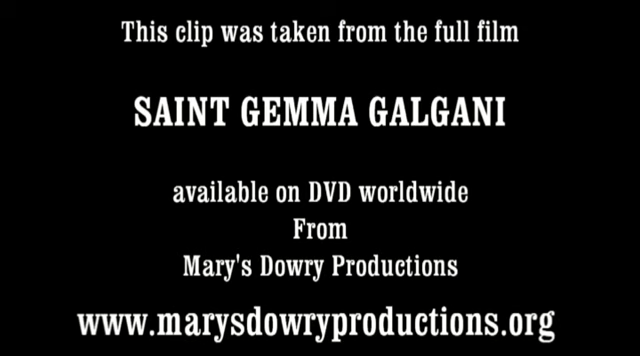 This clip was taken from the full film
SAINT GEMMA GALGANI
available on DVD worldwide
From
Mary's Dowry Productions
www.marysdowryproductions.org